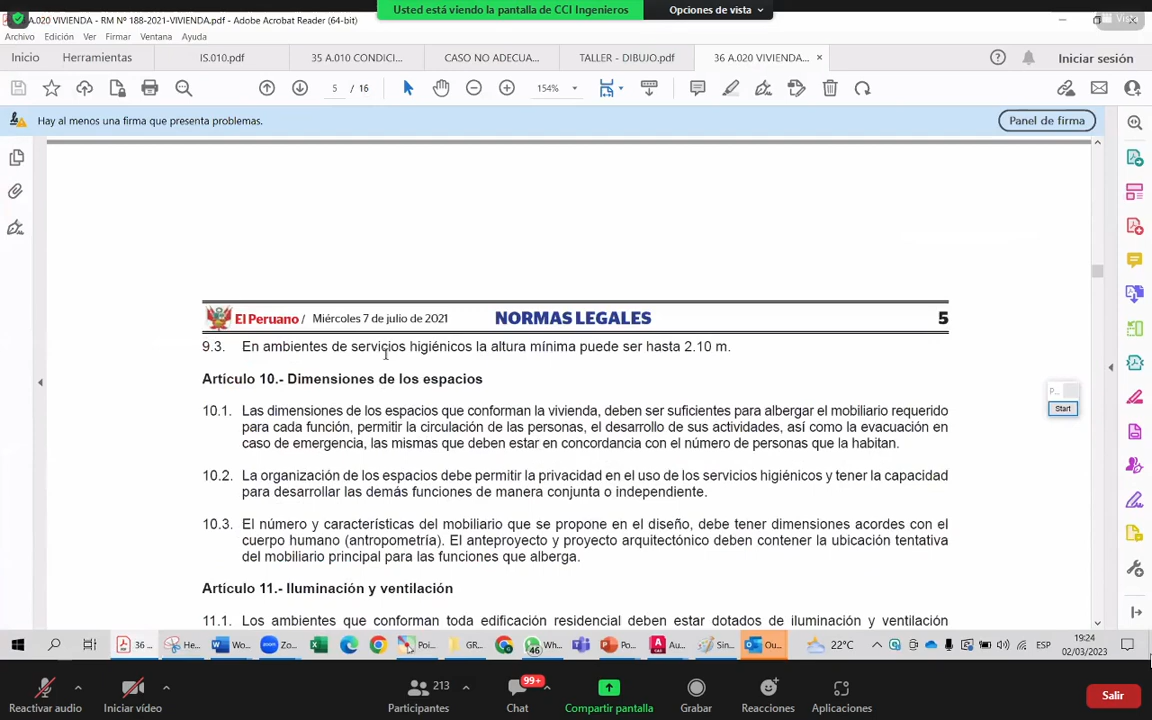 Usted está viendo la pantalla de CCI Ingenieros
Opciones de vista
A.020 VIVIENDA - RM Nº 188-2021-VIVIENDA.pdf - Adobe Acrobat Reader (64-bit)
Archivo Edición Ver Firmar Ventana Ayuda
Inicio Herramientas IS.010.pdf 35 A.010 CONDICI... CASO NO ADECUA... TALLER - DIBUJO.pdf 36 A.020 VIVIENDA... × Iniciar sesión
5 / 16 154%
Hay al menos una firma que presenta problemas. Panel de firma
El Peruano / Miércoles 7 de julio de 2021 NORMAS LEGALES 5
9.3. En ambientes de servicios higiénicos la altura mínima puede ser hasta 2.10 m.
Artículo 10.- Dimensiones de los espacios
10.1. Las dimensiones de los espacios que conforman la vivienda, deben ser suficientes para albergar el mobiliario requerido
para cada función, permitir la circulación de las personas, el desarrollo de sus actividades, así como la evacuación en
caso de emergencia, las mismas que deben estar en concordancia con el número de personas que la habitan.
10.2. La organización de los espacios debe permitir la privacidad en el uso de los servicios higiénicos y tener la capacidad
para desarrollar las demás funciones de manera conjunta o independiente.
10.3. El número y características del mobiliario que se propone en el diseño, debe tener dimensiones acordes con el
cuerpo humano (antropometría). El anteproyecto y proyecto arquitectónico deben contener la ubicación tentativa
del mobiliario principal para las funciones que alberga.
Artículo 11.- Iluminación y ventilación
11.1. Los ambientes que conforman toda edificación residencial deben estar dotados de iluminación y ventilación
P...
Start
36 ... He... Wo... Zo... Poi... GR... 46 Wh... Po... Au... Sin... Ou... 22°C ESP 19:24
02/03/2023
213 99+
Reactivar audio Iniciar vídeo Participantes Chat Compartir pantalla Grabar Reacciones Aplicaciones Salir